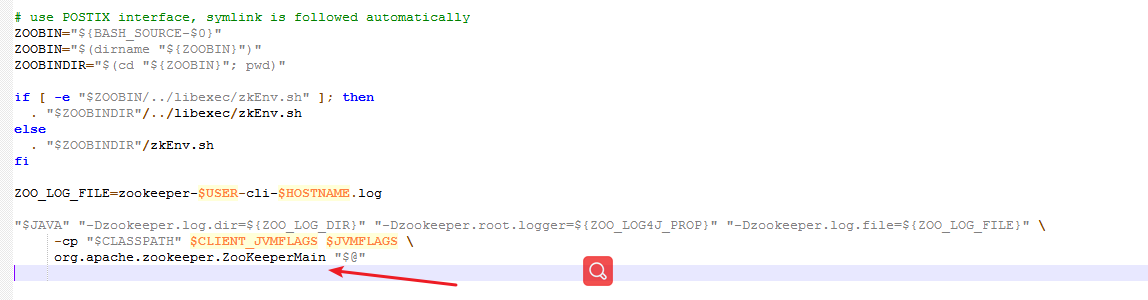 # use POSIX interface, symlink is followed automatically
ZOOBIN="${BASH_SOURCE-$0}"
ZOOBIN="$(dirname "${ZOOBIN}")"
ZOOBINDIR="$(cd "${ZOOBIN}"; pwd)"
if [ -e "$ZOOBIN/../libexec/zkEnv.sh" ]; then
. "$ZOOBINDIR"/../libexec/zkEnv.sh
else
. "$ZOOBINDIR"/zkEnv.sh
fi
ZOO_LOG_FILE=zookeeper-$USER-cli-$HOSTNAME.log
"$JAVA" "-Dzookeeper.log.dir=${ZOO_LOG_DIR}" "-Dzookeeper.root.logger=${ZOO_LOG4J_PROP}" "-Dzookeeper.log.file=${ZOO_LOG_FILE}" \
-cp "$CLASSPATH" $CLIENT_JVMFLAGS $JVMFLAGS \
org.apache.zookeeper.ZooKeeperMain "$@"